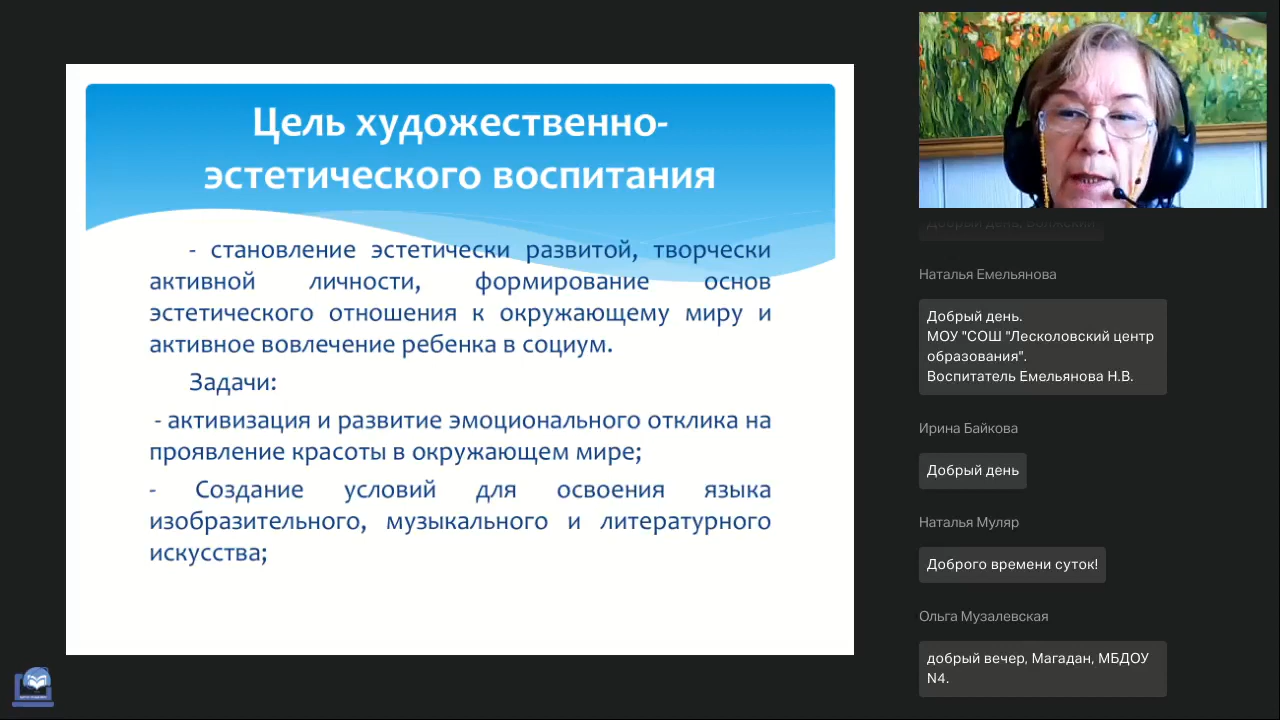 Цель художественно-
эстетического воспитания
- становление эстетически развитой, творчески
активной личности, формирование основ
эстетического отношения к окружающему миру и
активное вовлечение ребенка в социум.
Задачи:
- активизация и развитие эмоционального отклика на
проявление красоты в окружающем мире;
- Создание условий для освоения языка
изобразительного, музыкального и литературного
искусства;
Добрый день, Волжский
Наталья Емельянова
Добрый день.
МОУ "СОШ "Лесколовский центр
образования".
Воспитатель Емельянова Н.В.
Ирина Байкова
Добрый день
Наталья Муляр
Доброго времени суток!
Ольга Музалевская
добрый вечер, Магадан, МБДОУ
N4.